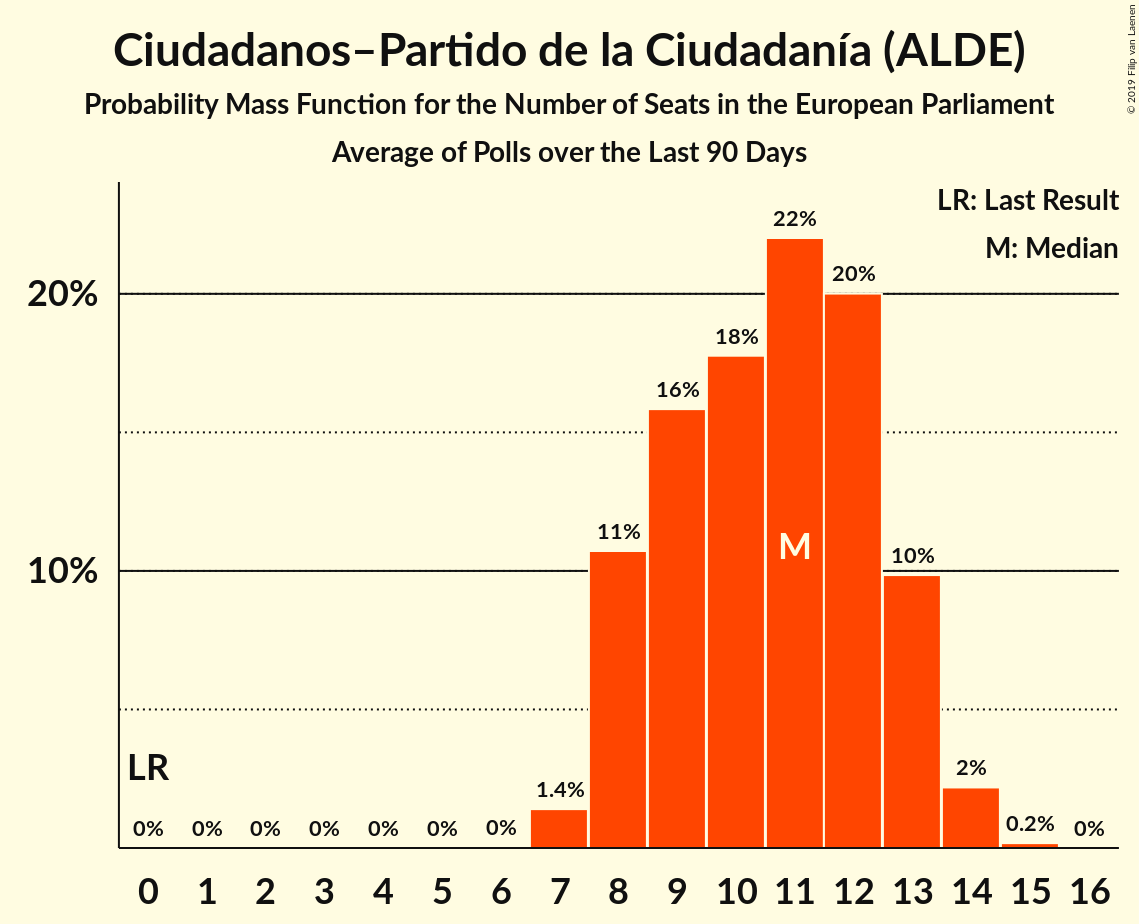 Ciudadanos–Partido de la Ciudadanía (ALDE)
Probability Mass Function for the Number of Seats in the European Parliament
Average of Polls over the Last 90 Days
© 2019 Filip van Laenen
LR: Last Result
M: Median
22%
20%
20%
18%
16%
11%
M
10%
10%
LR
0% 0% 0% 0% 0% 0% 0% 1.4% 2% 0.2% 0%
0 1 2 3 4 5 6 7 8 9 10 11 12 13 14 15 16